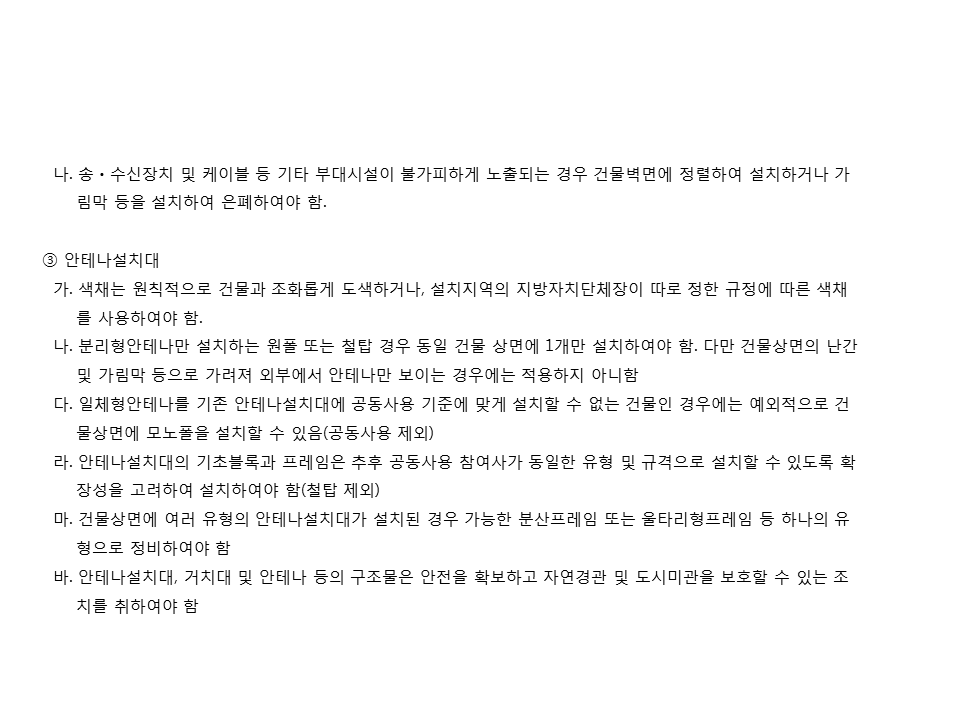 나. 송・수신장치 및 케이블 등 기타 부대시설이 불가피하게 노출되는 경우 건물벽면에 정렬하여 설치하거나 가
림막 등을 설치하여 은폐하여야 함.
③ 안테나설치대
가. 색채는 원칙적으로 건물과 조화롭게 도색하거나, 설치지역의 지방자치단체장이 따로 정한 규정에 따른 색채
를 사용하여야 함.
나. 분리형안테나만 설치하는 원폴 또는 철탑 경우 동일 건물 상면에 1개만 설치하여야 함. 다만 건물상면의 난간
및 가림막 등으로 가려져 외부에서 안테나만 보이는 경우에는 적용하지 아니함
다. 일체형안테나를 기존 안테나설치대에 공동사용 기준에 맞게 설치할 수 없는 건물인 경우에는 예외적으로 건
물상면에 모노폴을 설치할 수 있음(공동사용 제외)
라. 안테나설치대의 기초블록과 프레임은 추후 공동사용 참여사가 동일한 유형 및 규격으로 설치할 수 있도록 확
장성을 고려하여 설치하여야 함(철탑 제외)
마. 건물상면에 여러 유형의 안테나설치대가 설치된 경우 가능한 분산프레임 또는 울타리형프레임 등 하나의 유
형으로 정비하여야 함
바. 안테나설치대, 거치대 및 안테나 등의 구조물은 안전을 확보하고 자연경관 및 도시미관을 보호할 수 있는 조
치를 취하여야 함